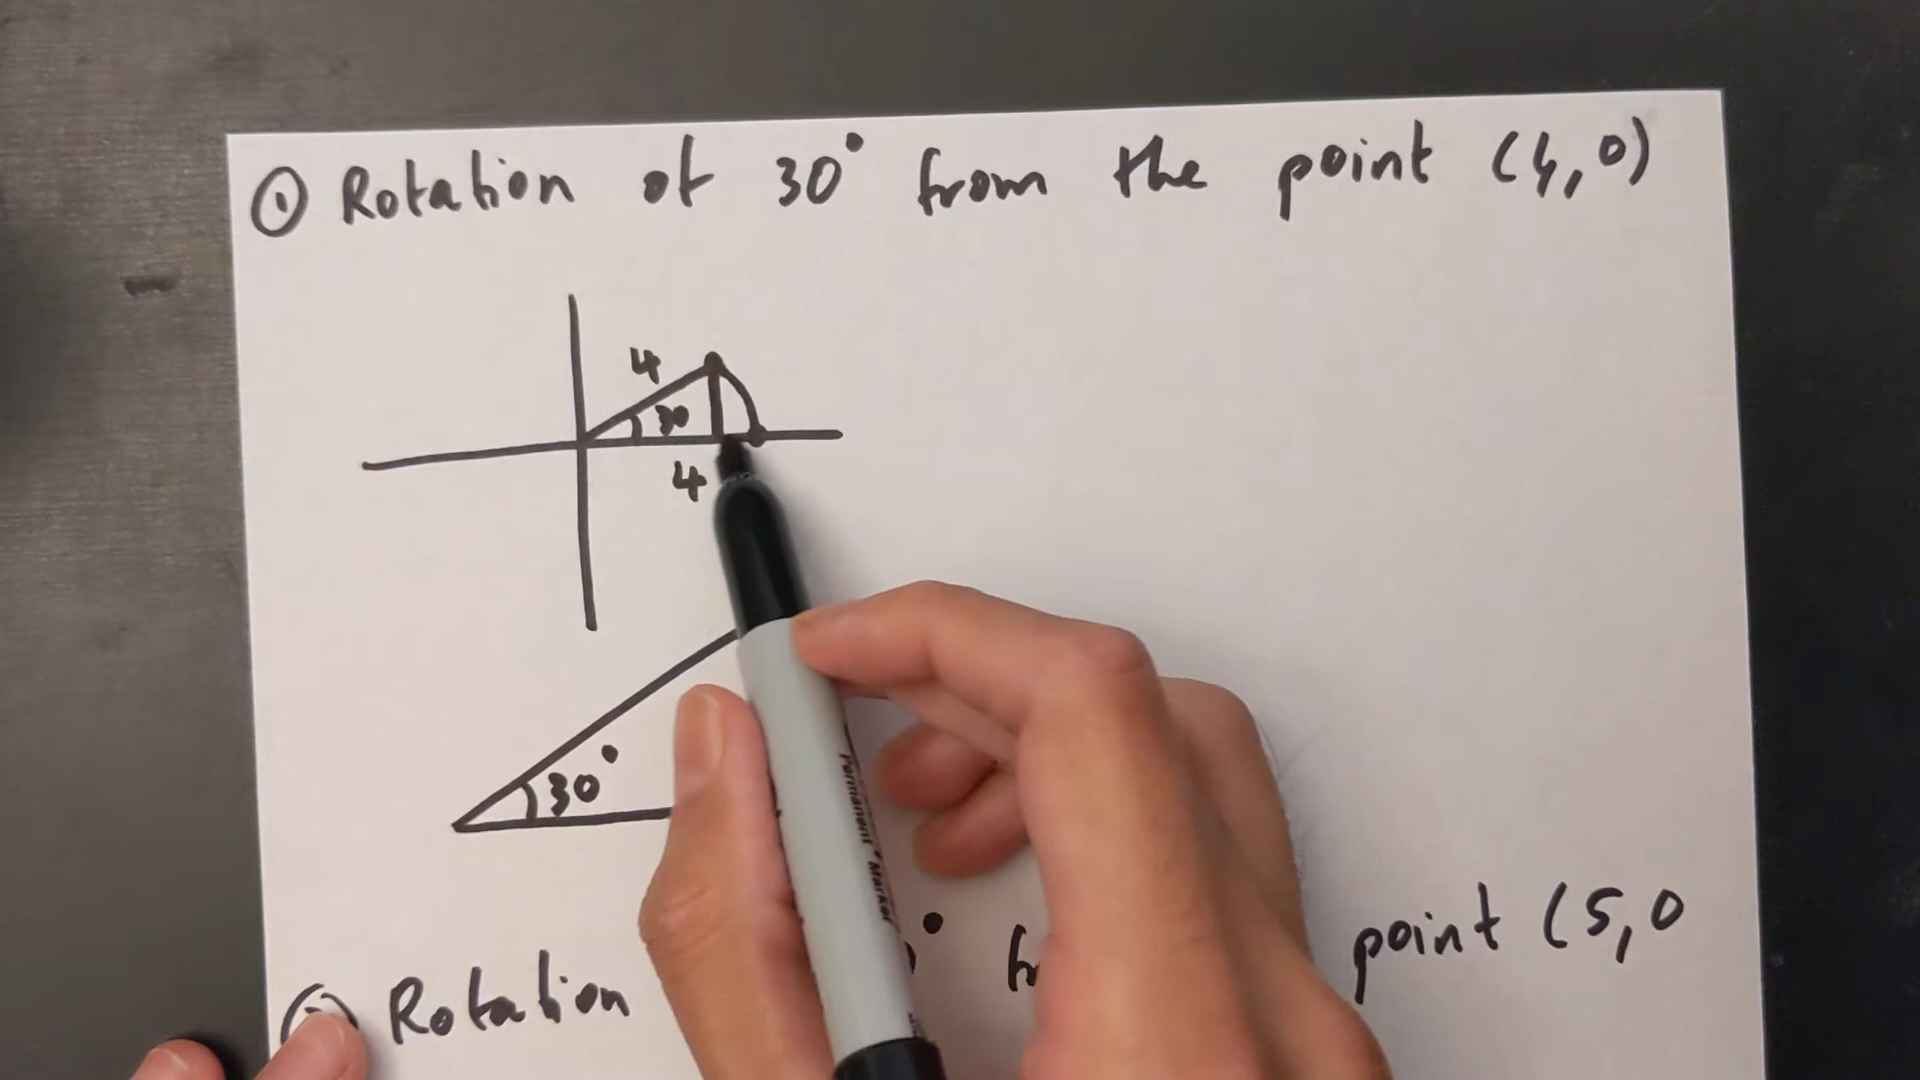 ① Rotation of 30° from the point (4,0)
4
30
4
30°
Permanent Marker
② Rotation point (5,0